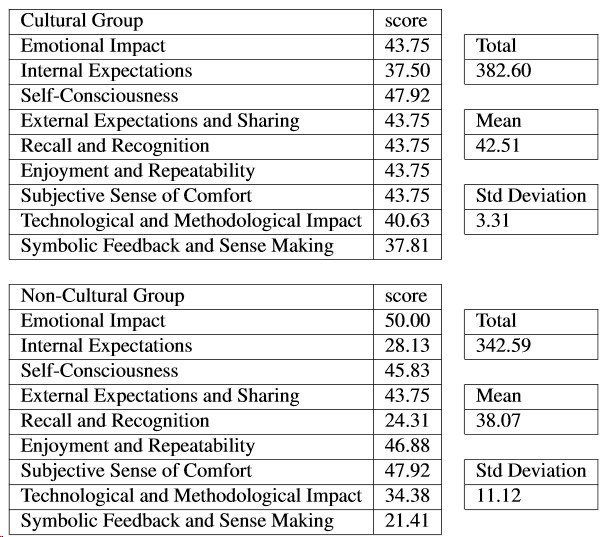 Cultural Group score
Emotional Impact 43.75 Total
Internal Expectations 37.50 382.60
Self-Consciousness 47.92
External Expectations and Sharing 43.75 Mean
Recall and Recognition 43.75 42.51
Enjoyment and Repeatability 43.75
Subjective Sense of Comfort 43.75 Std Deviation
Technological and Methodological Impact 40.63 3.31
Symbolic Feedback and Sense Making 37.81
Non-Cultural Group score
Emotional Impact 50.00 Total
Internal Expectations 28.13 342.59
Self-Consciousness 45.83
External Expectations and Sharing 43.75 Mean
Recall and Recognition 24.31 38.07
Enjoyment and Repeatability 46.88
Subjective Sense of Comfort 47.92 Std Deviation
Technological and Methodological Impact 34.38 11.12
Symbolic Feedback and Sense Making 21.41